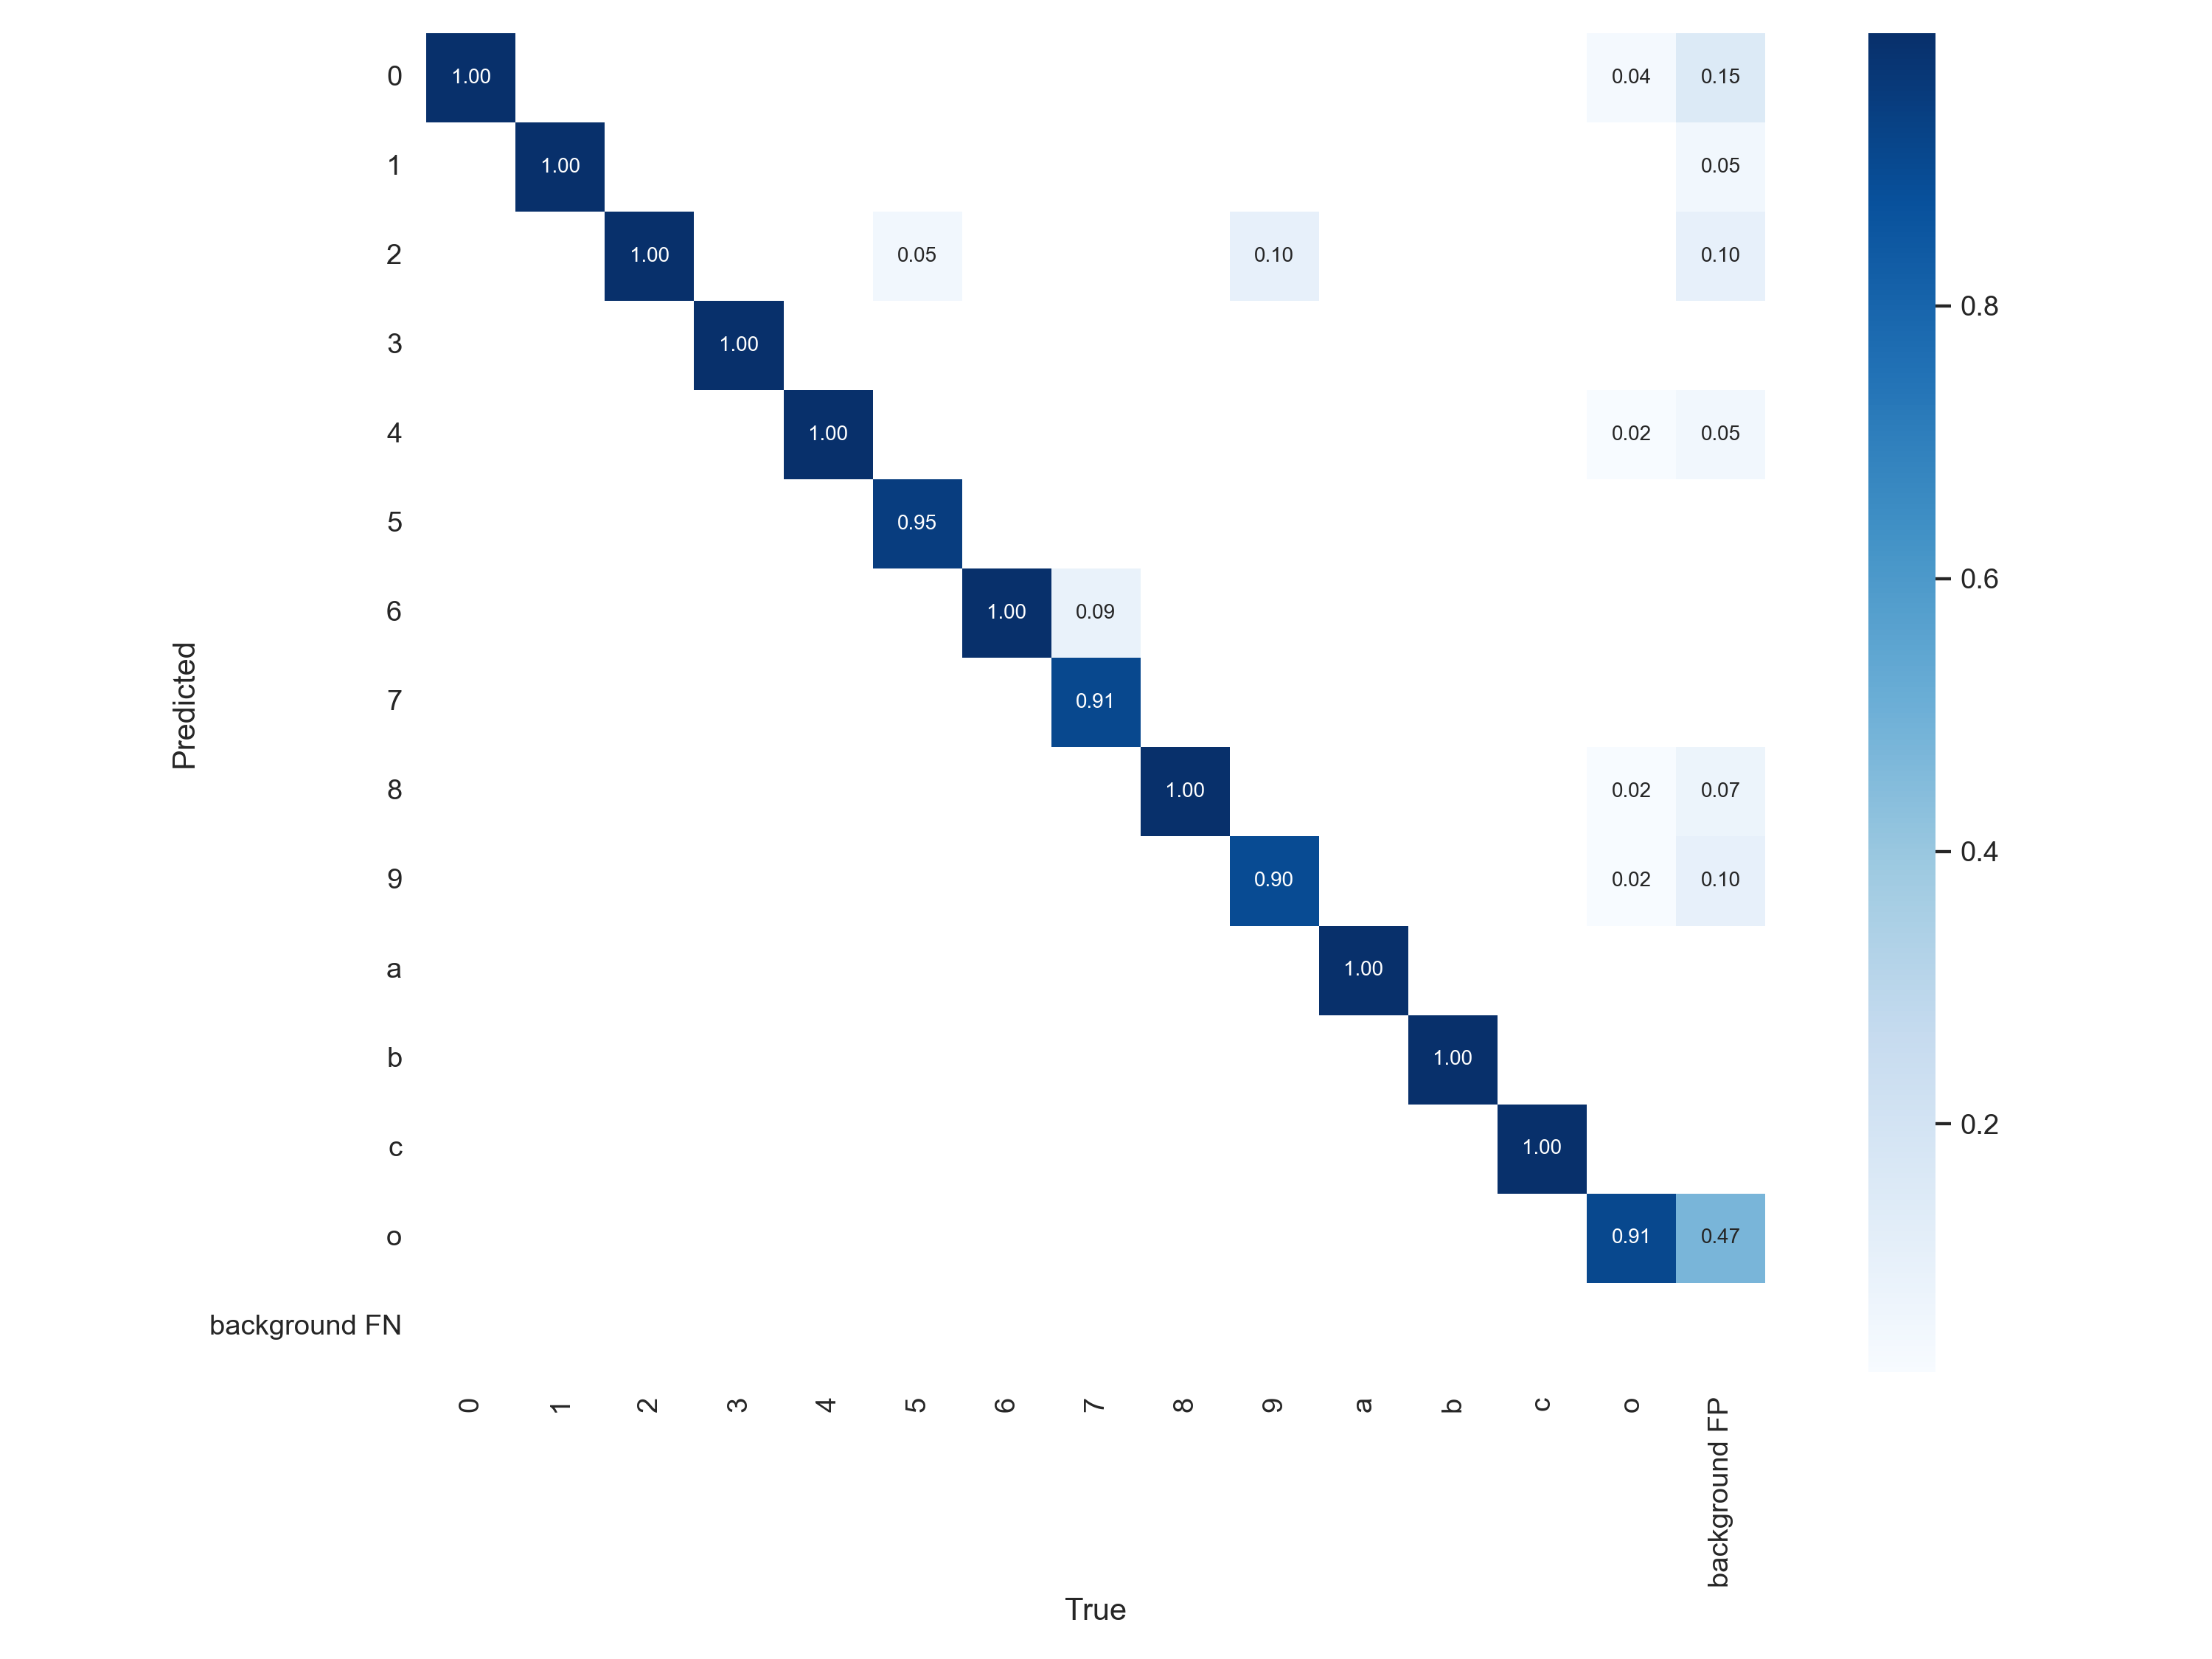 0 1.00 0.04 0.15
1 1.00 0.05
2 1.00 0.05 0.10 0.10
0.8
3 1.00
4 1.00 0.02 0.05
5 0.95
0.6
6 1.00 0.09
Predicted
7 0.91
8 1.00 0.02 0.07
0.4
9 0.90 0.02 0.10
a 1.00
b 1.00
0.2
c 1.00
o 0.91 0.47
background FN
0 1 2 3 4 5 6 7 8 9 a b c o background FP
True